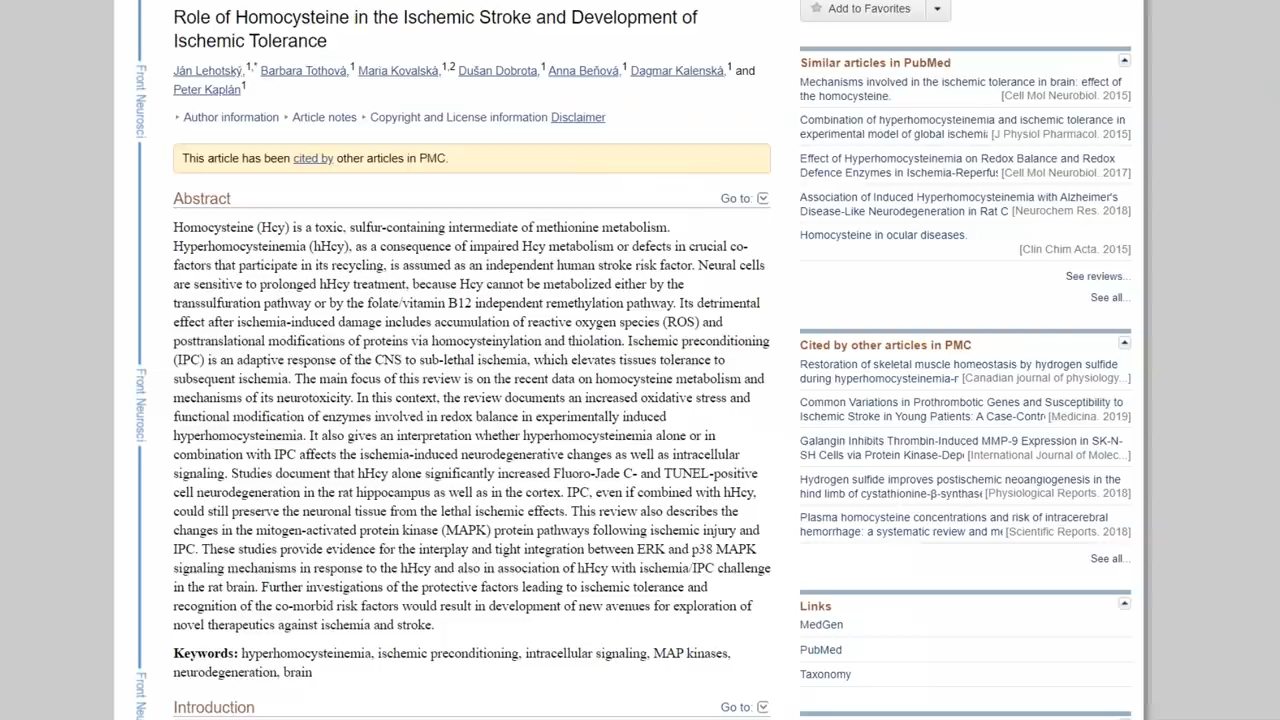 Role of Homocysteine in the Ischemic Stroke and Development of
Ischemic Tolerance
Ján Lehotský,1,* Barbara Tothová,1 Maria Kovalská,1,2 Dušan Dobrota,1 Anna Beňová,1 Dagmar Kalenská,1 and
Peter Kaplán1
Author information Article notes Copyright and License information Disclaimer
This article has been cited by other articles in PMC.
Abstract
Go to:
Homocysteine (Hcy) is a toxic, sulfur-containing intermediate of methionine metabolism.
Hyperhomocysteinemia (hHcy), as a consequence of impaired Hcy metabolism or defects in crucial co-
factors that participate in its recycling, is assumed as an independent human stroke risk factor. Neural cells
are sensitive to prolonged hHcy treatment, because Hcy cannot be metabolized either by the
transsulfuration pathway or by the folate/vitamin B12 independent remethylation pathway. Its detrimental
effect after ischemia-induced damage includes accumulation of reactive oxygen species (ROS) and
posttranslational modifications of proteins via homocysteinylation and thiolation. Ischemic preconditioning
(IPC) is an adaptive response of the CNS to sub-lethal ischemia, which elevates tissues tolerance to
subsequent ischemia. The main focus of this review is on the recent data on homocysteine metabolism and
mechanisms of its neurotoxicity. In this context, the review documents an increased oxidative stress and
functional modification of enzymes involved in redox balance in experimentally induced
hyperhomocysteinemia. It also gives an interpretation whether hyperhomocysteinemia alone or in
combination with IPC affects the ischemia-induced neurodegenerative changes as well as intracellular
signaling. Studies document that hHcy alone significantly increased Fluoro-Jade C- and TUNEL-positive
cell neurodegeneration in the rat hippocampus as well as in the cortex. IPC, even if combined with hHcy,
could still preserve the neuronal tissue from the lethal ischemic effects. This review also describes the
changes in the mitogen-activated protein kinase (MAPK) protein pathways following ischemic injury and
IPC. These studies provide evidence for the interplay and tight integration between ERK and p38 MAPK
signaling mechanisms in response to the hHcy and also in association of hHcy with ischemia/IPC challenge
in the rat brain. Further investigations of the protective factors leading to ischemic tolerance and
recognition of the co-morbid risk factors would result in development of new avenues for exploration of
novel therapeutics against ischemia and stroke.
Keywords: hyperhomocysteinemia, ischemic preconditioning, intracellular signaling, MAP kinases,
neurodegeneration, brain
Introduction
Go to:
Front Neurosci
Front Neurosci
Front Neu
Add to Favorites
Similar articles in PubMed
Mechanisms involved in the ischemic tolerance in brain: effect of
the homocysteine. [Cell Mol Neurobiol. 2015]
Combination of hyperhomocysteinemia and ischemic tolerance in
experimental model of global ischemi [J Physiol Pharmacol. 2015]
Effect of Hyperhomocysteinemia on Redox Balance and Redox
Defence Enzymes in Ischemia-Reperfus [Cell Mol Neurobiol. 2017]
Association of Induced Hyperhomocysteinemia with Alzheimer's
Disease-Like Neurodegeneration in Rat C [Neurochem Res. 2018]
Homocysteine in ocular diseases.
[Clin Chim Acta. 2015]
See reviews...
See all...
Cited by other articles in PMC
Restoration of skeletal muscle homeostasis by hydrogen sulfide
during hyperhomocysteinemia-r [Canadian journal of physiology...]
Common Variations in Prothrombotic Genes and Susceptibility to
Ischemic Stroke in Young Patients: A Case-Contr [Medicina. 2019]
Galangin Inhibits Thrombin-Induced MMP-9 Expression in SK-N-
SH Cells via Protein Kinase-Dep [International Journal of Molec...]
Hydrogen sulfide improves postischemic neoangiogenesis in the
hind limb of cystathionine-β-synthas [Physiological Reports. 2018]
Plasma homocysteine concentrations and risk of intracerebral
hemorrhage: a systematic review and me [Scientific Reports. 2018]
See all...
Links
MedGen
PubMed
Taxonomy